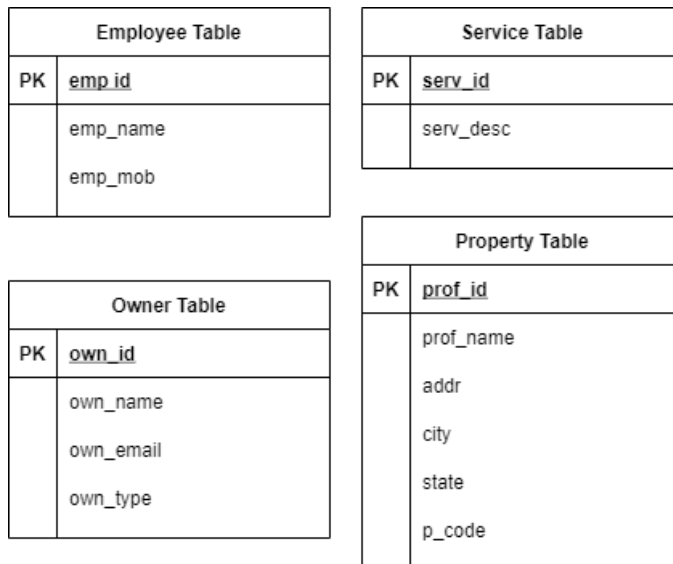 Employee Table
PK emp id
emp_name
emp_mob
Service Table
PK serv_id
serv_desc
Owner Table
PK own_id
own_name
own_email
own_type
Property Table
PK prof_id
prof_name
addr
city
state
p_code